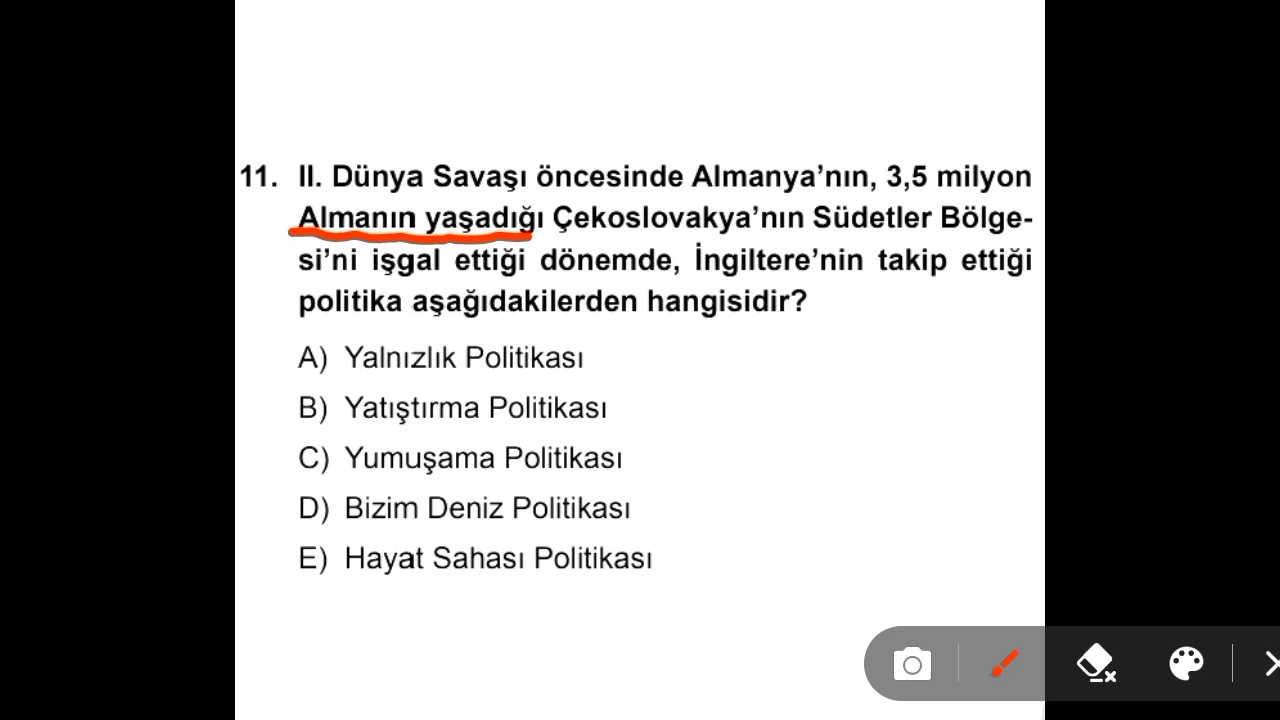 11. II. Dünya Savaşı öncesinde Almanya’nın, 3,5 milyon
Almanın yaşadığı Çekoslovakya’nın Südetler Bölge-
si’ni işgal ettiği dönemde, İngiltere’nin takip ettiği
politika aşağıdakilerden hangisidir?
A) Yalnızlık Politikası
B) Yatıştırma Politikası
C) Yumuşama Politikası
D) Bizim Deniz Politikası
E) Hayat Sahası Politikası